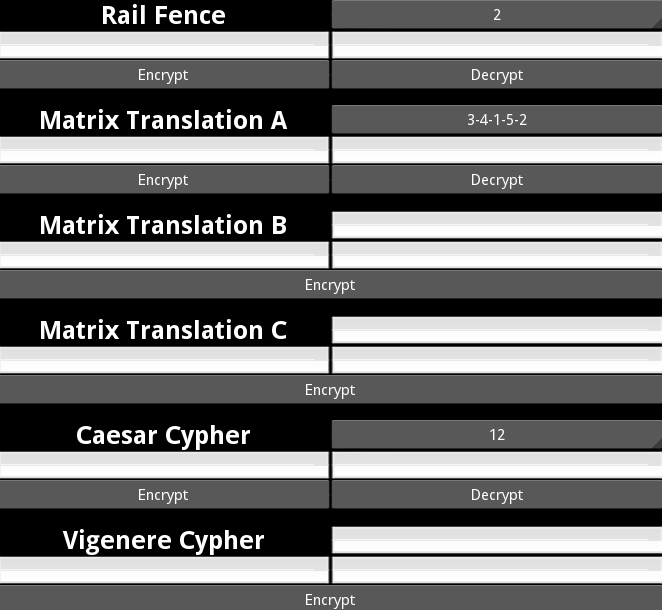 Rail Fence 2
Encrypt Decrypt
Matrix Translation A 3-4-1-5-2
Encrypt Decrypt
Matrix Translation B
Encrypt
Matrix Translation C
Encrypt
Caesar Cypher 12
Encrypt Decrypt
Vigenere Cypher
Encrypt